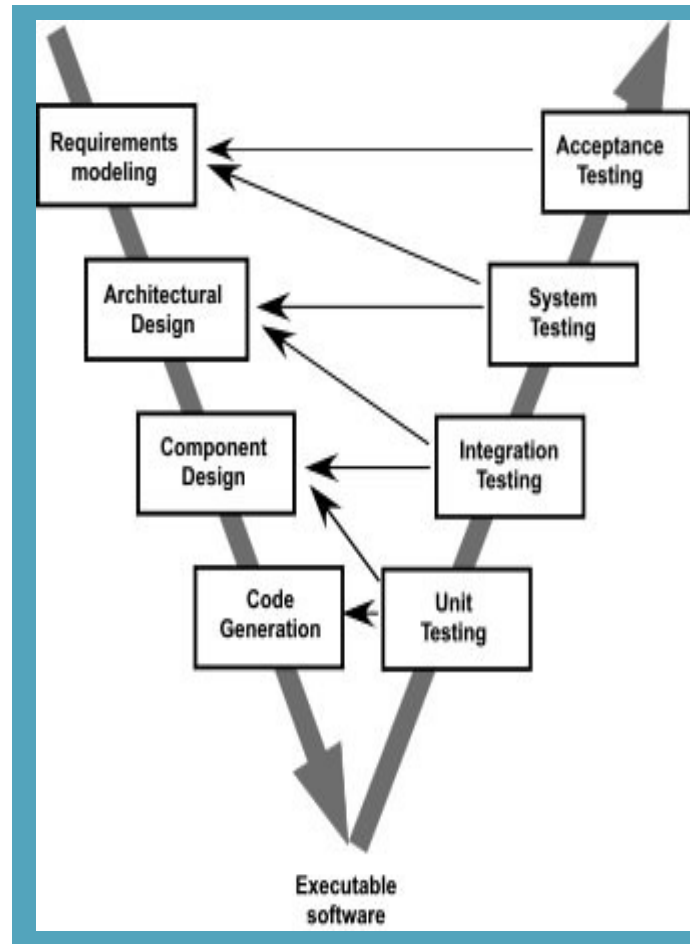 Requirements
modeling
Acceptance
Testing
Architectural
Design
System
Testing
Component
Design
Integration
Testing
Code
Generation
Unit
Testing
Executable
software